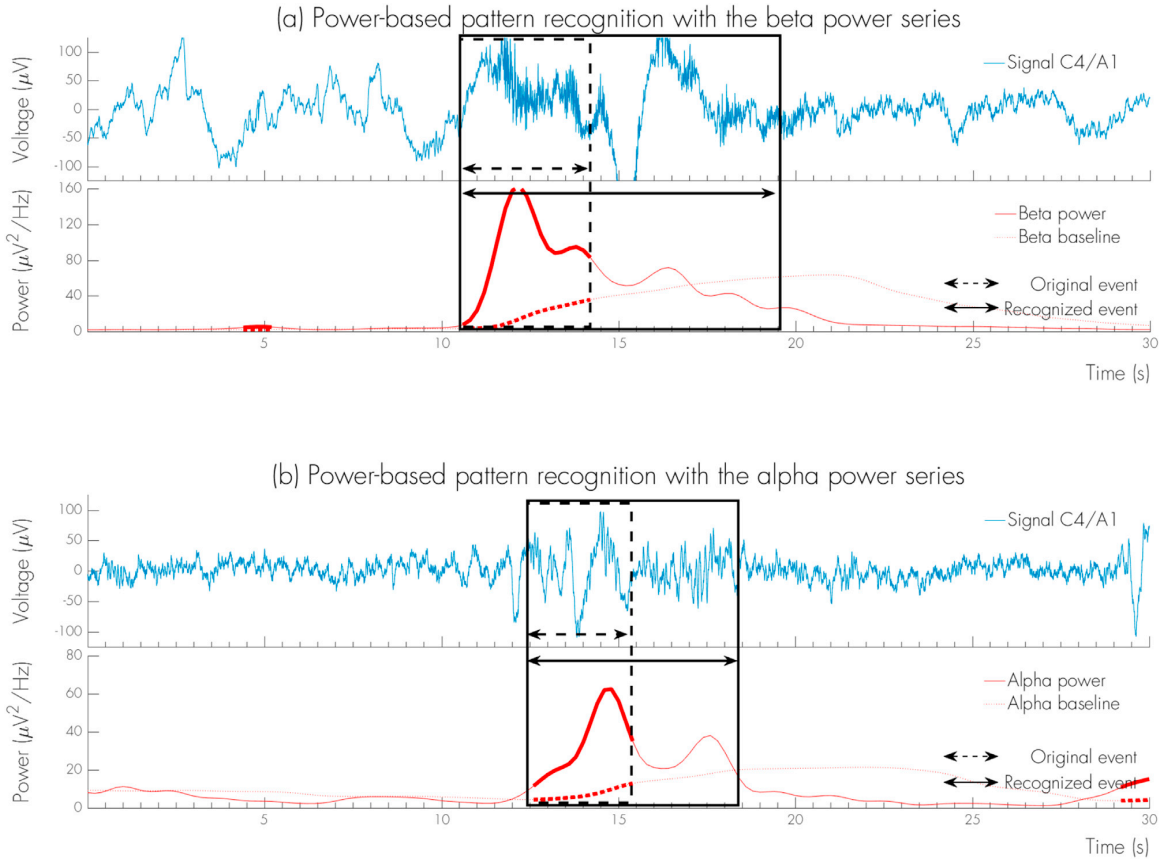 (a) Power-based pattern recognition with the beta power series
Voltage (μV)
100
50
0
-50
-100
Signal C4/A1
Power (μV²/Hz)
160
120
80
40
0
Beta power
Beta baseline
Original event
Recognized event
5
10
15
20
25
30
Time (s)
(b) Power-based pattern recognition with the alpha power series
Voltage (μV)
100
50
0
-50
-100
Signal C4/A1
Power (μV²/Hz)
80
60
40
20
0
Alpha power
Alpha baseline
Original event
Recognized event
5
10
15
20
25
30
Time (s)